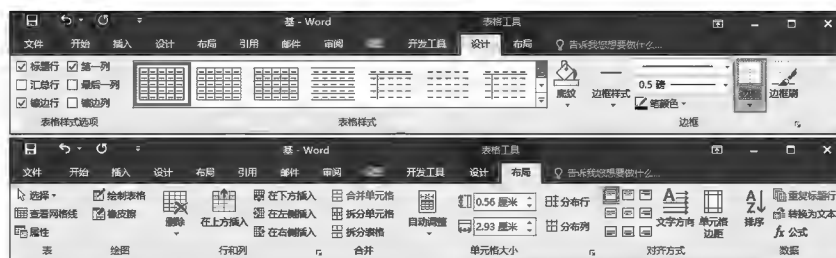 基 - Word 表格工具
文件 开始 插入 设计 布局 引用 邮件 审阅 开发工具 设计 布局 告诉我您想要做什么...
标题行 第一列
汇总行 最后一列
镶边行 镶边列
底纹 边框样式 0.5 磅 笔颜色 边框 边框刷
表格样式选项 表格样式 边框
基 - Word 表格工具
文件 开始 插入 设计 布局 引用 邮件 审阅 开发工具 设计 布局 告诉我您想要做什么...
选择 绘制表格 在下方插入 合并单元格 0.56 厘米 分布行 重复标题行
查看网格线 橡皮擦 删除 在上方插入 在左侧插入 拆分单元格 自动调整 文字方向 单元格边距 排序 转换为文本
属性 在右侧插入 拆分表格 2.93 厘米 分布列 fx 公式
表 绘图 行和列 合并 单元格大小 对齐方式 数据